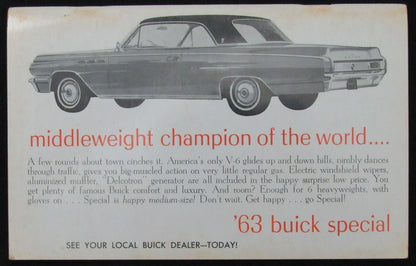 middleweight champion of the world....
A few rounds about town cinches it. America's only V-6 glides up and down hills, nimbly dances
through traffic, gives you big-muscled action on very little regular gas. Electric windshield wipers,
aluminized muffler, "Delcotron" generator are all included in the happy surprise low price. You
get plenty of famous Buick comfort and luxury. And room? Enough for 6 heavyweights, with
gloves on . . . Special is happy medium-size! Don't wait. Get happy . . . go Special!
'63 buick special
SEE YOUR LOCAL BUICK DEALER—TODAY!